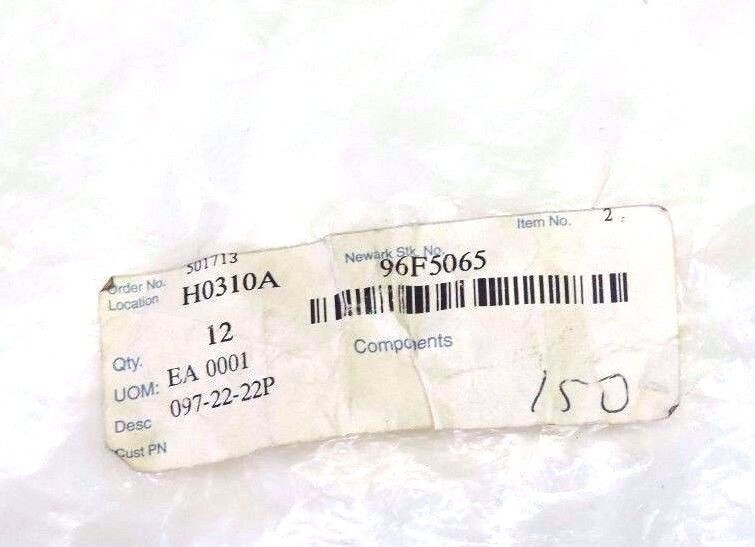 Order No. 501713
Location H0310A
Qty. 12
UOM: EA 0001
Desc 097-22-22P
Cust PN
Item No. 2
Newark Stk. No.
96F5065
Components
150